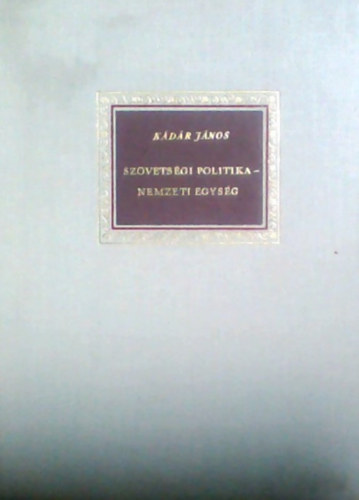 KÁDÁR JÁNOS
SZÖVETSÉGI POLITIKA –
NEMZETI EGYSÉG